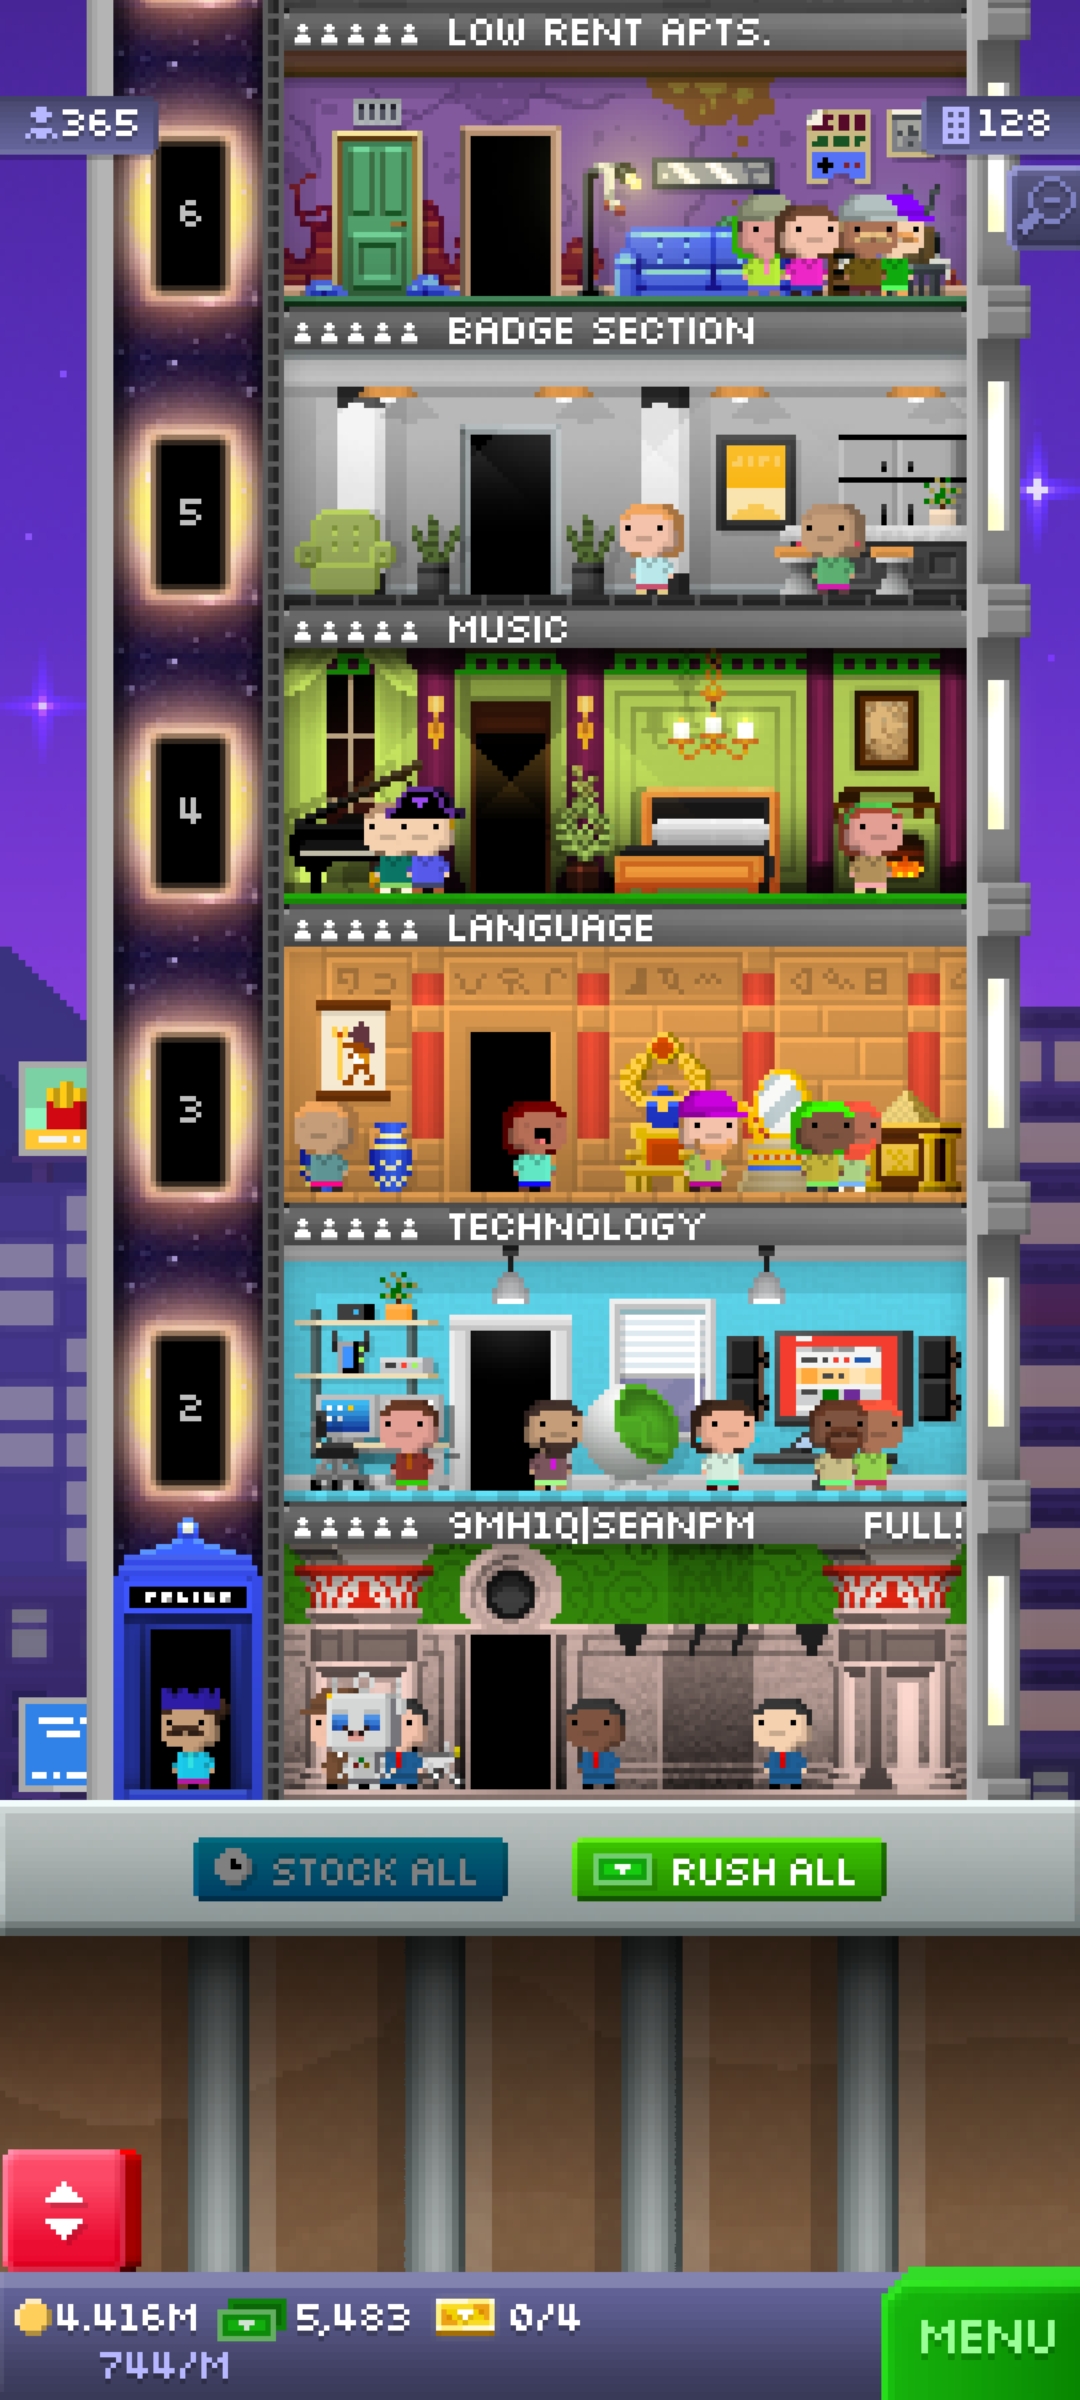 LOW RENT APTS.
365
128
6
BADGE SECTION
5
MUSIC
4
LANGUAGE
3
TECHNOLOGY
2
9MH1Q|SEANPM FULL!
POLICE
STOCK ALL
RUSH ALL
4.416M 5,483 0/4
744/M
MENU